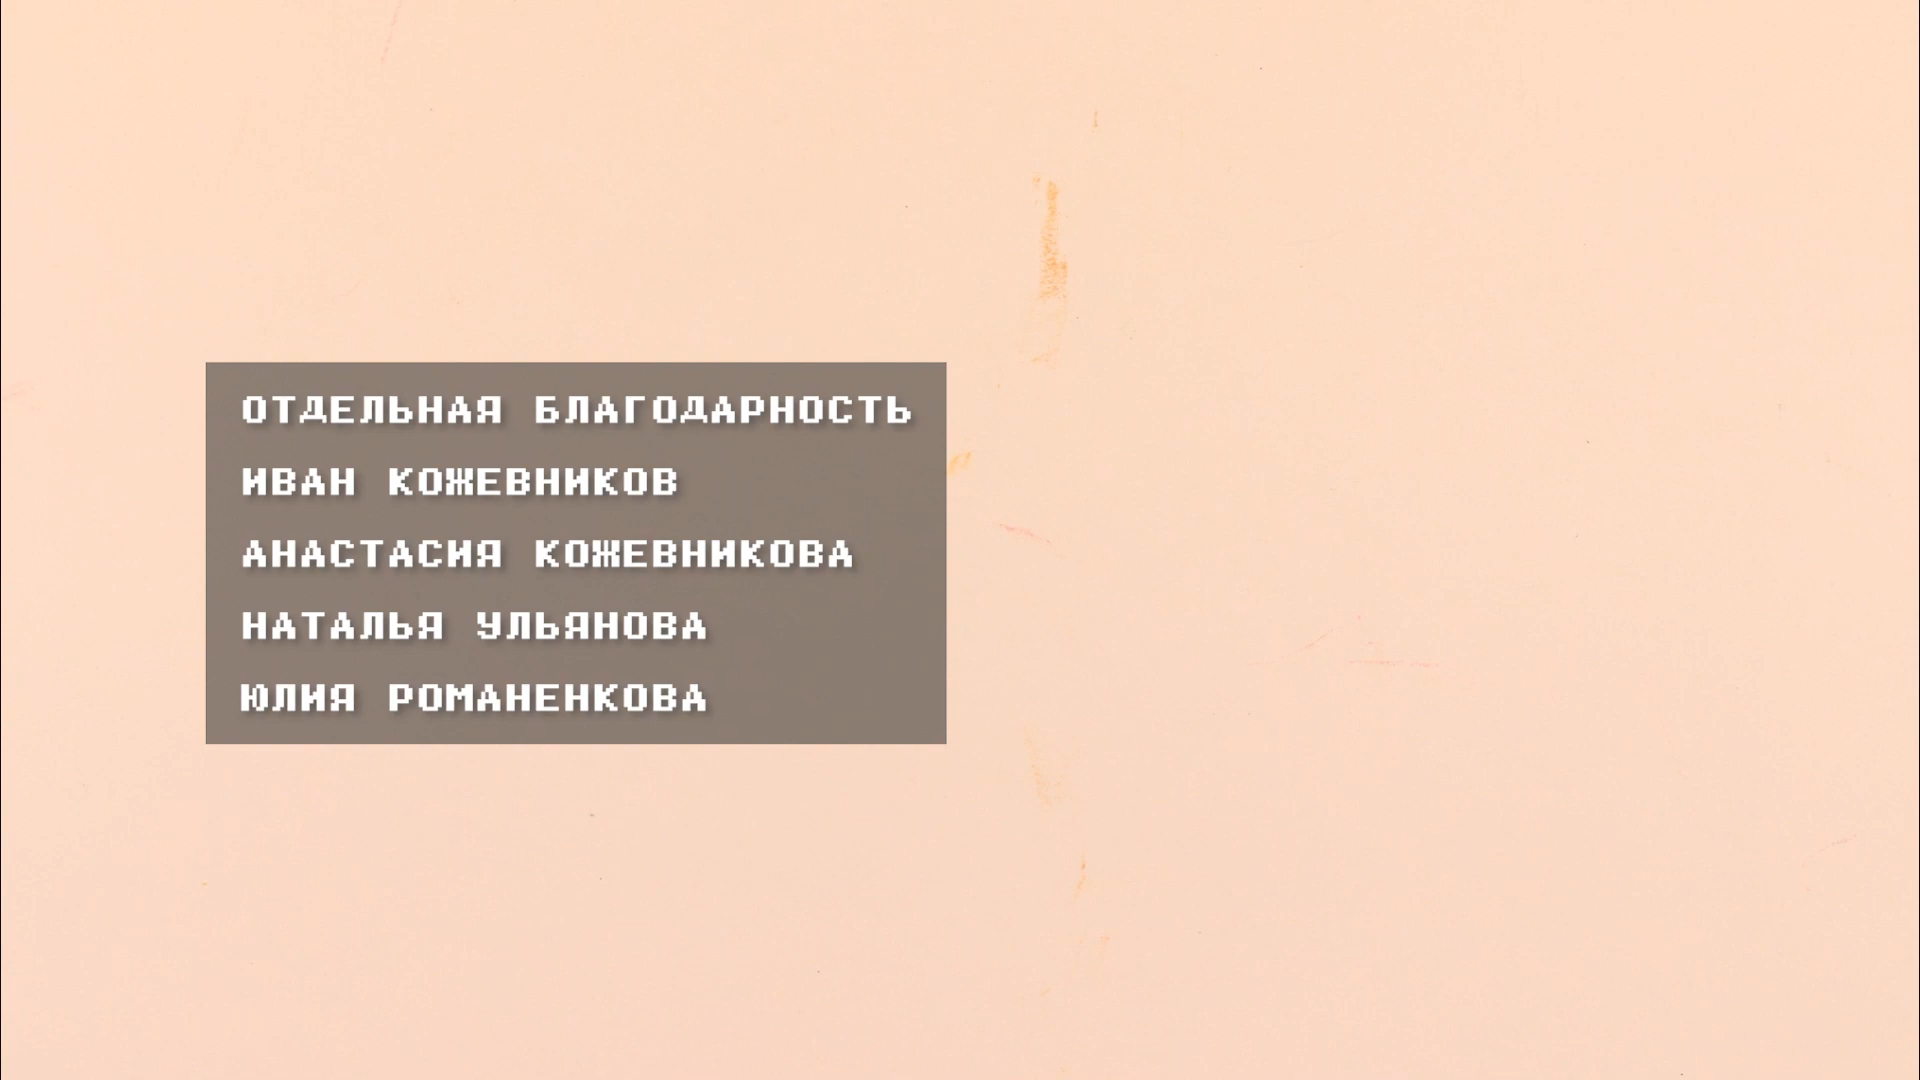 ОТДЕЛЬНАЯ БЛАГОДАРНОСТЬ
ИВАН КОЖЕВНИКОВ
АНАСТАСИЯ КОЖЕВНИКОВА
НАТАЛЬЯ УЛЬЯНОВА
ЮЛИЯ РОМАНЕНКОВА